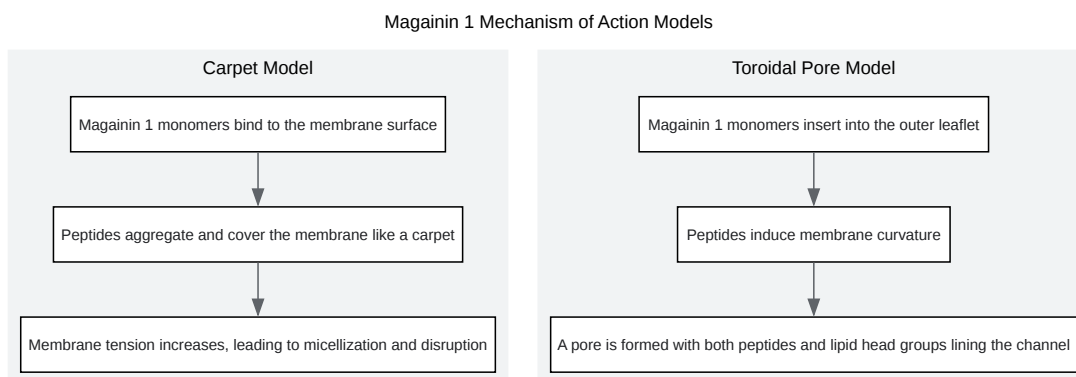 Magainin 1 Mechanism of Action Models
Carpet Model
Magainin 1 monomers bind to the membrane surface
Peptides aggregate and cover the membrane like a carpet
Membrane tension increases, leading to micellization and disruption
Toroidal Pore Model
Magainin 1 monomers insert into the outer leaflet
Peptides induce membrane curvature
A pore is formed with both peptides and lipid head groups lining the channel